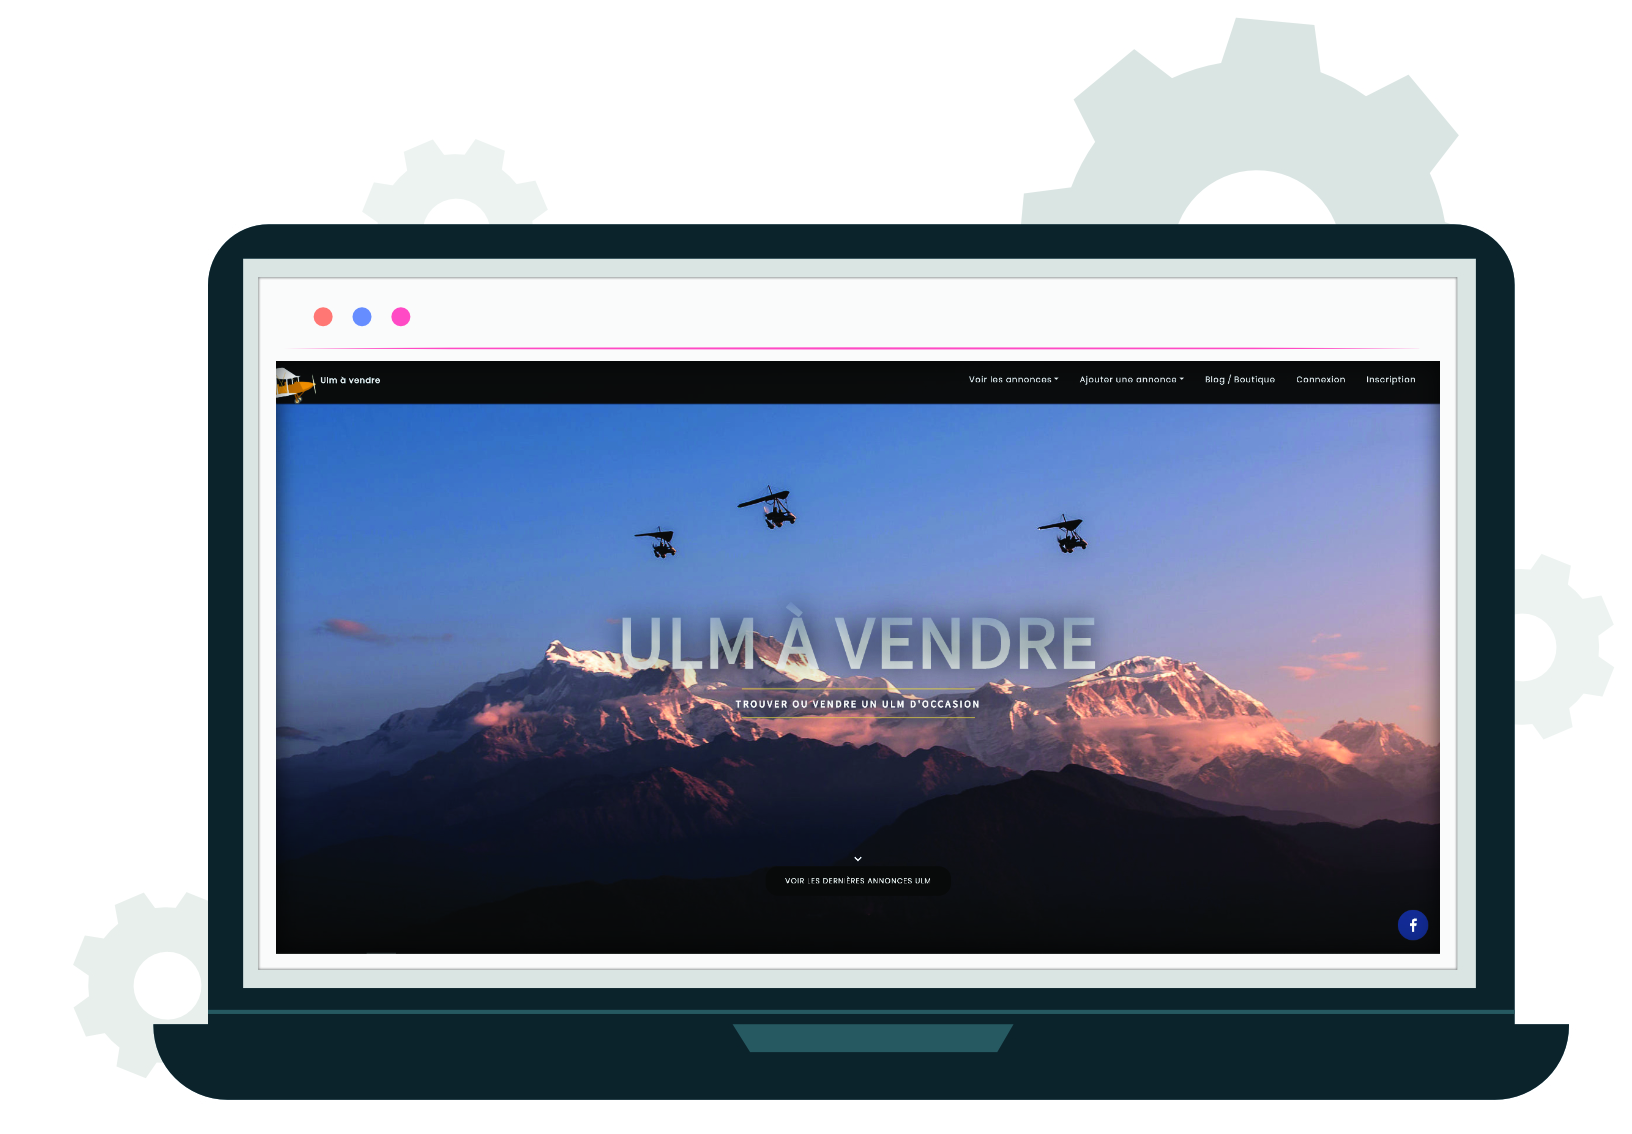 Ulm à vendre
Voir les annonces
Ajouter une annonce
Blog / Boutique
Connexion
Inscription
ULM À VENDRE
TROUVER OU VENDRE UN ULM D'OCCASION
VOIR LES DERNIÈRES ANNONCES ULM